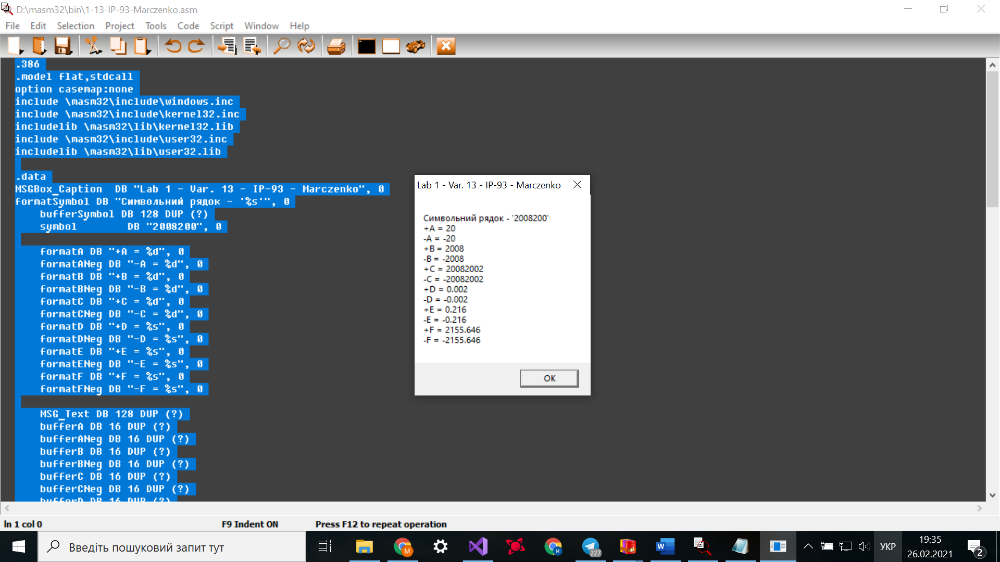 D:\masm32\bin\1-13-IP-93-Marczenko.asm
File Edit Selection Project Tools Code Script Window Help
.386
.model flat,stdcall
option casemap:none
include \masm32\include\windows.inc
include \masm32\include\kernel32.inc
includelib \masm32\lib\kernel32.lib
include \masm32\include\user32.inc
includelib \masm32\lib\user32.lib
.data
MSGBox_Caption  DB "Lab 1 - Var. 13 - IP-93 - Marczenko", 0
formatSymbol DB "Символьний рядок - '%s'", 0
    bufferSymbol DB 128 DUP (?)
    symbol        DB "2008200", 0
    formatA DB "+A = %d", 0
    formatANeg DB "-A = %d", 0
    formatB DB "+B = %d", 0
    formatBNeg DB "-B = %d", 0
    formatC DB "+C = %d", 0
    formatCNeg DB "-C = %d", 0
    formatD DB "+D = %s", 0
    formatDNeg DB "-D = %s", 0
    formatE DB "+E = %s", 0
    formatENeg DB "-E = %s", 0
    formatF DB "+F = %s", 0
    formatFNeg DB "-F = %s", 0
    MSG_Text DB 128 DUP (?)
    bufferA DB 16 DUP (?)
    bufferANeg DB 16 DUP (?)
    bufferB DB 16 DUP (?)
    bufferBNeg DB 16 DUP (?)
    bufferC DB 16 DUP (?)
    bufferCNeg DB 16 DUP (?)
    bufferD DB 16 DUP (?)
Lab 1 - Var. 13 - IP-93 - Marczenko
Символьний рядок - '2008200'
+A = 20
-A = -20
+B = 2008
-B = -2008
+C = 20082002
-C = -20082002
+D = 0.002
-D = -0.002
+E = 0.216
-E = -0.216
+F = 2155.646
-F = -2155.646
OK
ln 1 col 0 F9 Indent ON Press F12 to repeat operation
Введіть пошуковий запит тут
M
и
227
W
УКР
19:35
26.02.2021
2